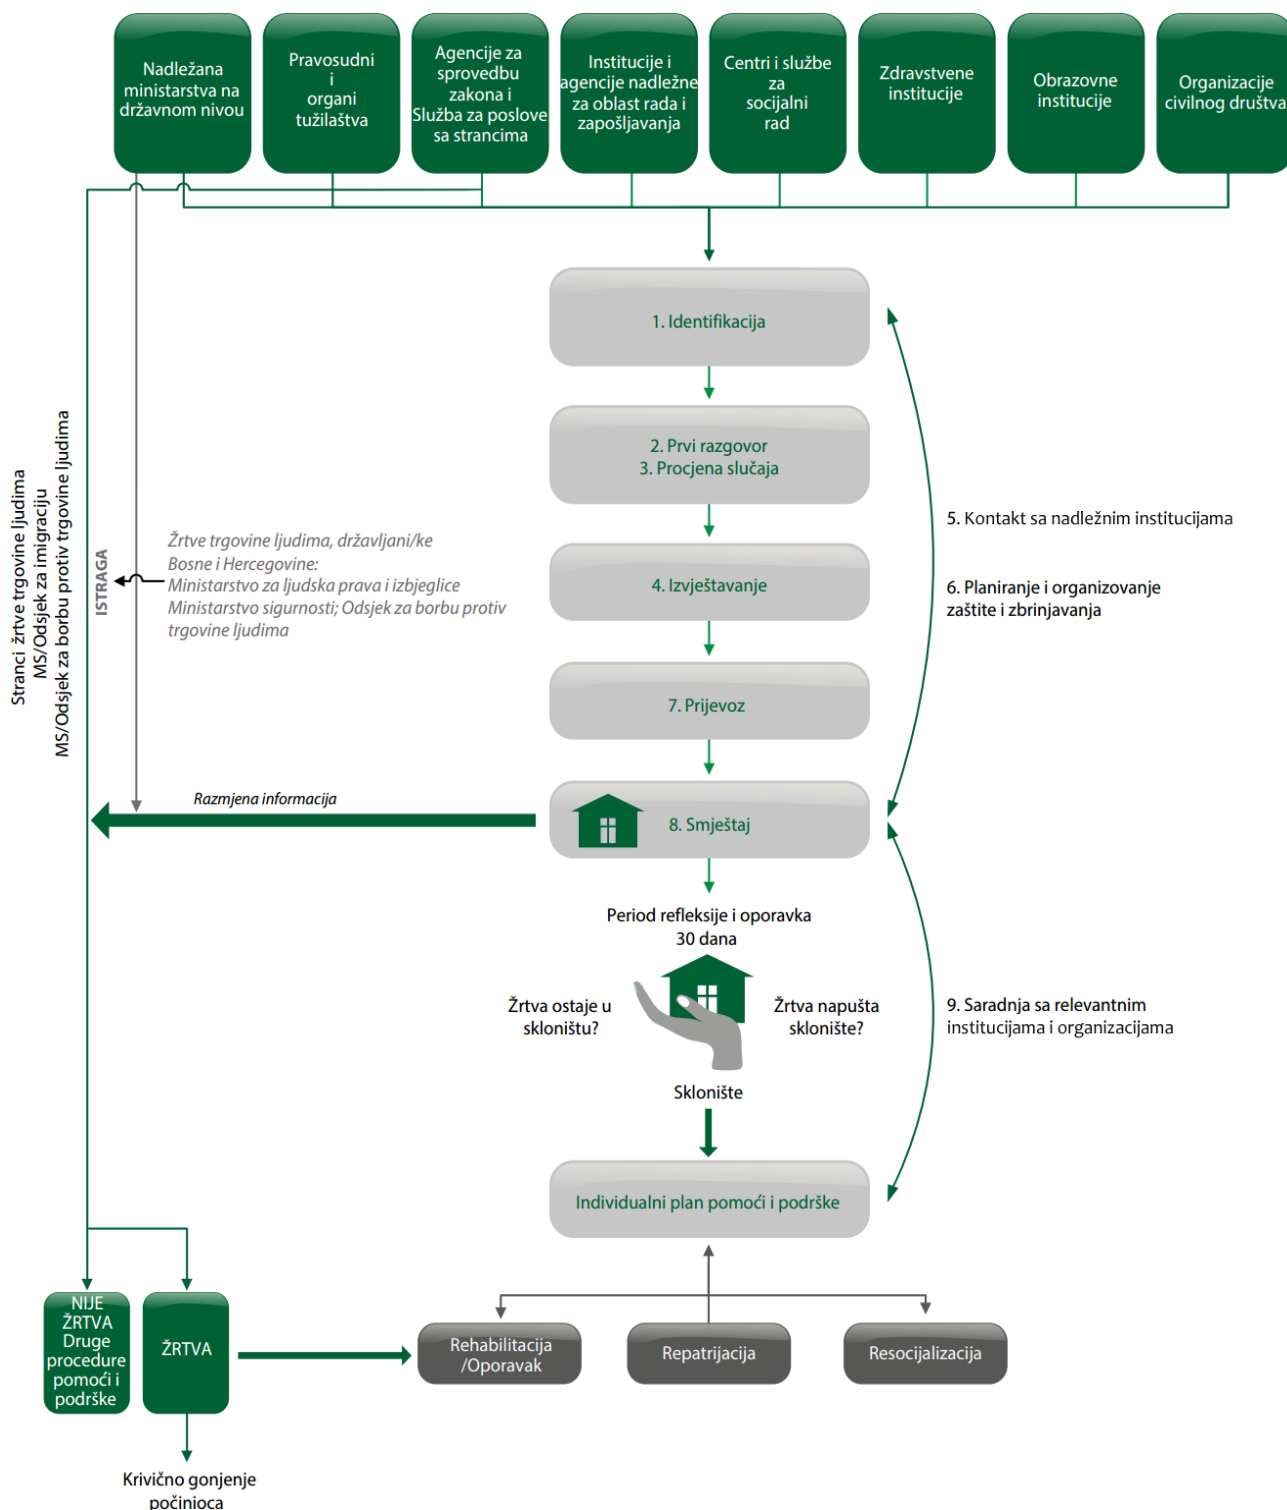 Nadležana
ministarstva na
državnom nivou
Pravosudni
i
organi
tužilaštva
Agencije za
sprovedbu
zakona i
Služba za poslove
sa strancima
Institucije i
agencije nadležne
za oblast rada i
zapošljavanja
Centri i službe
za
socijalni
rad
Zdravstvene
institucije
Obrazovne
institucije
Organizacije
civilnog društva
1. Identifikacija
2. Prvi razgovor
3. Procjena slučaja
4. Izvještavanje
7. Prijevoz
8. Smještaj
5. Kontakt sa nadležnim institucijama
6. Planiranje i organizovanje
zaštite i zbrinjavanja
Stranci žrtve trgovine ljudima
MS/Odsjek za imigraciju
MS/Odsjek za borbu protiv trgovine ljudima
ISTRAGA
Žrtve trgovine ljudima, državljani/ke
Bosne i Hercegovine:
Ministarstvo za ljudska prava i izbjeglice
Ministarstvo sigurnosti; Odsjek za borbu protiv
trgovine ljudima
Razmjena informacija
Period refleksije i oporavka
30 dana
Žrtva ostaje u
skloništu?
Žrtva napušta
sklonište?
Sklonište
9. Saradnja sa relevantnim
institucijama i organizacijama
Individualni plan pomoći i podrške
NIJE
ŽRTVA
Druge
procedure
pomoći i
podrške
ŽRTVA
Rehabilitacija
/Oporavak
Repatrijacija
Resocijalizacija
Krivično gonjenje
počinioca